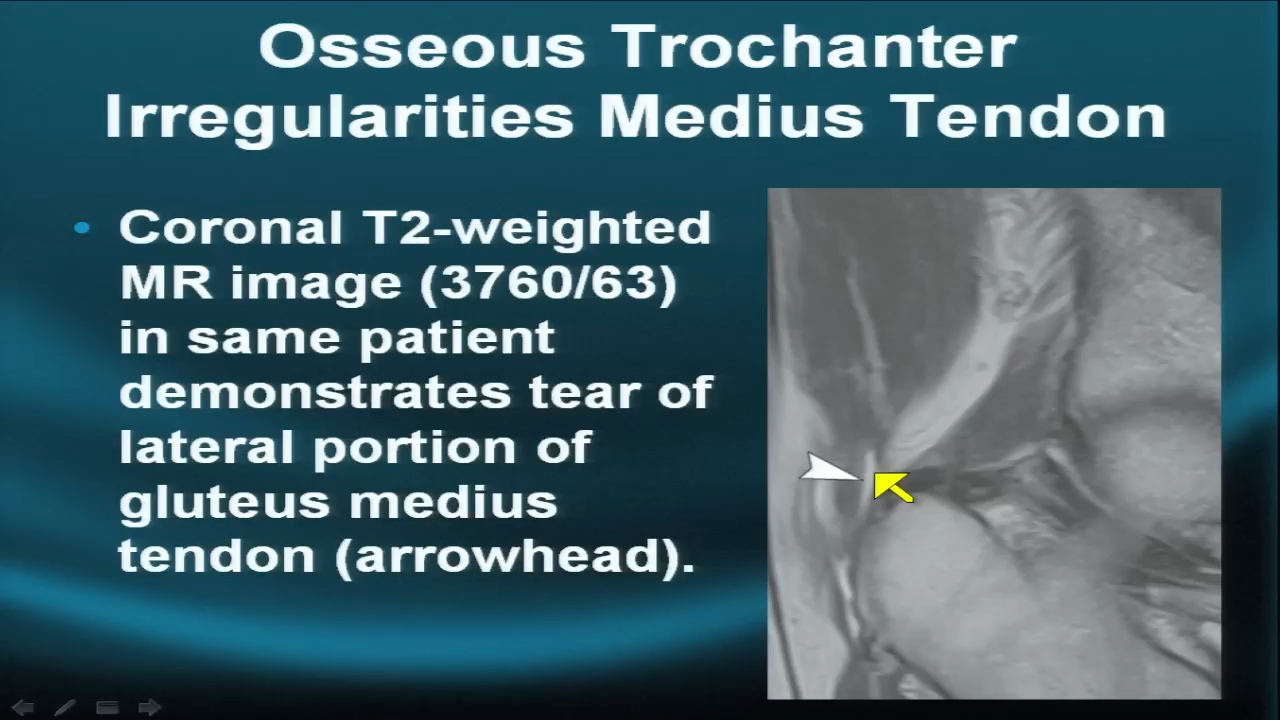 Osseous Trochanter
Irregularities Medius Tendon
• Coronal T2-weighted
MR image (3760/63)
in same patient
demonstrates tear of
lateral portion of
gluteus medius
tendon (arrowhead).